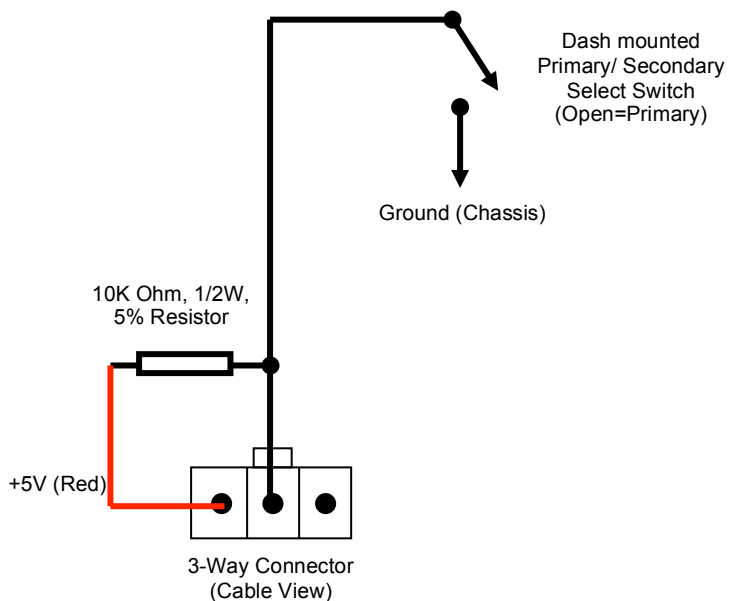 Dash mounted
Primary/ Secondary
Select Switch
(Open=Primary)
Ground (Chassis)
10K Ohm, 1/2W,
5% Resistor
+5V (Red)
3-Way Connector
(Cable View)